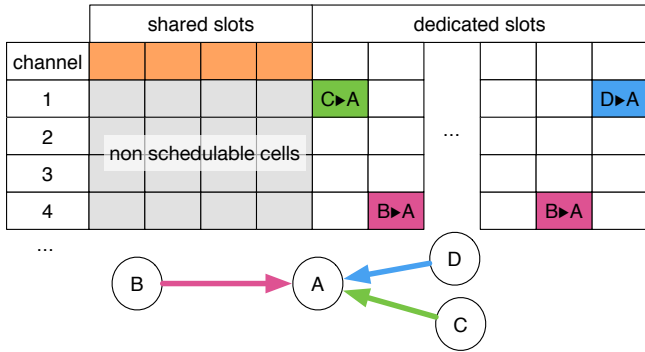 shared slots dedicated slots
channel
1 C▶A D▶A
2 ...
non schedulable cells
3
4 B▶A B▶A
...
D
B A
C